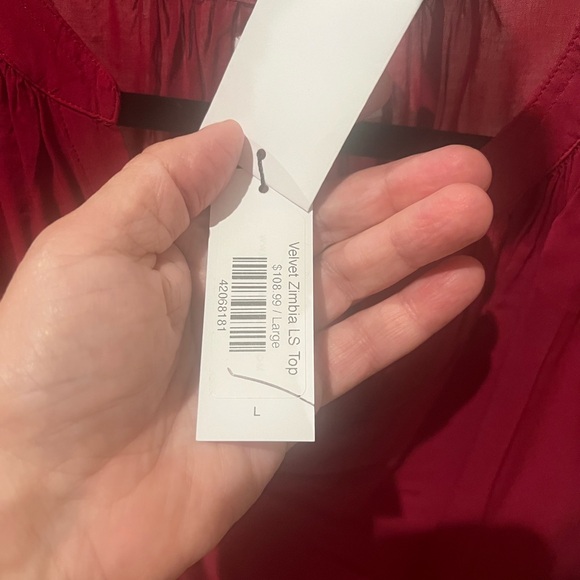 Velvet Zimbia LS Top
$108.99 / Large
42068181
L